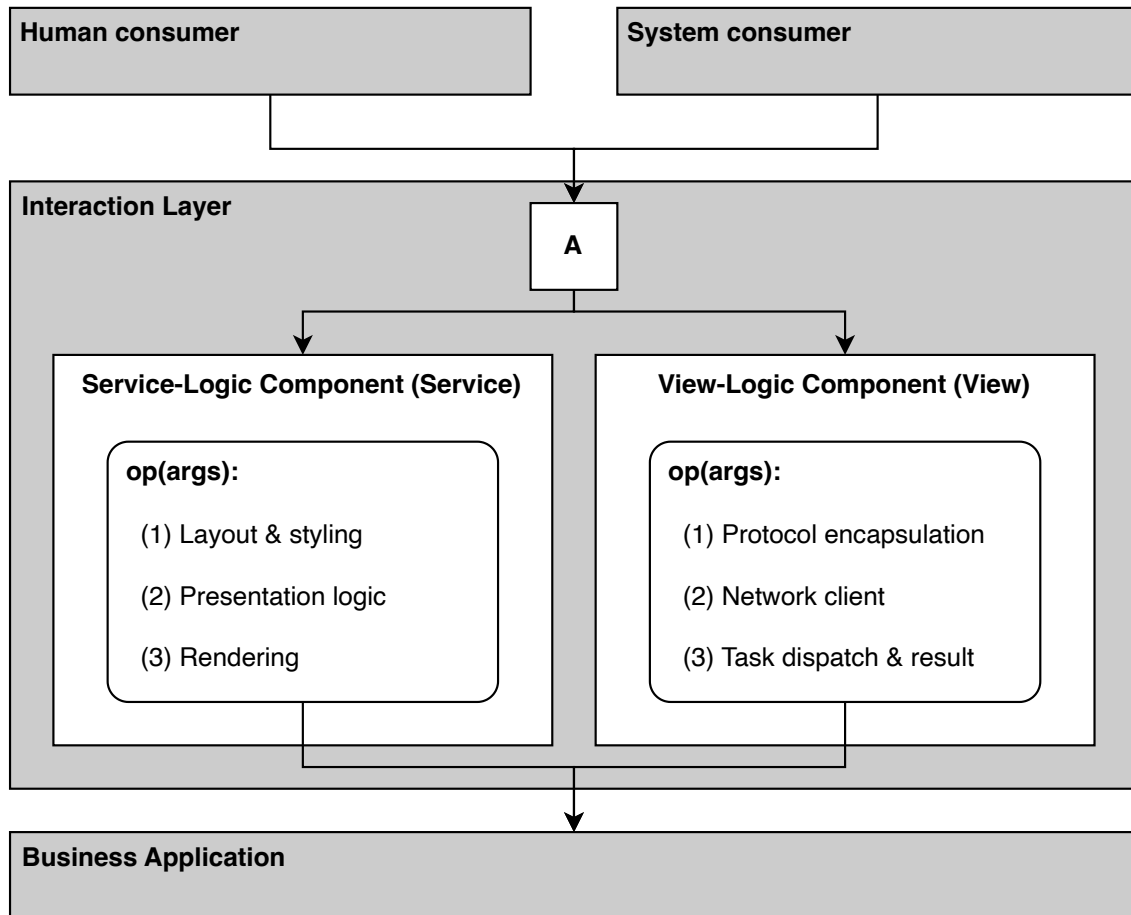 Human consumer
System consumer
Interaction Layer
A
Service-Logic Component (Service)
op(args):
(1) Layout & styling
(2) Presentation logic
(3) Rendering
View-Logic Component (View)
op(args):
(1) Protocol encapsulation
(2) Network client
(3) Task dispatch & result
Business Application